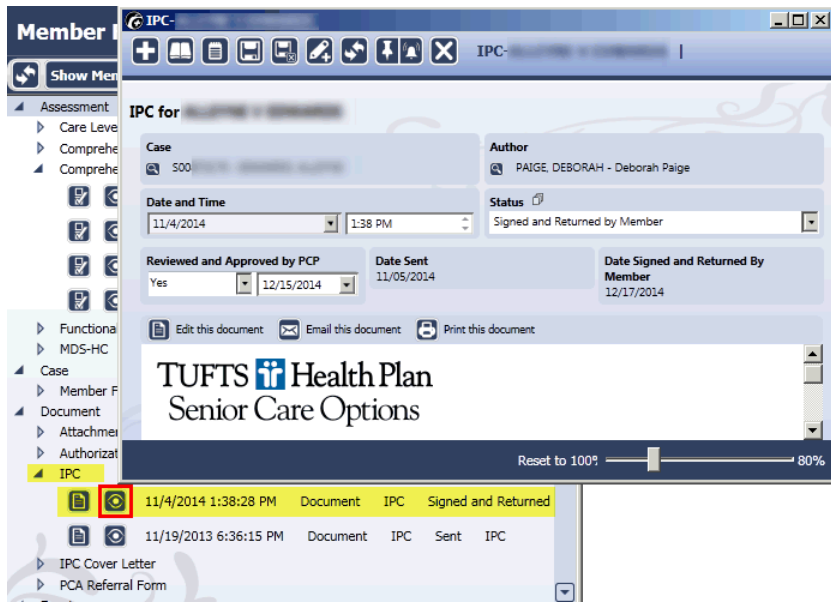 Member
IPC-
Show Mem
IPC-
Assessment
Care Leve
Comprehe
Comprehe
Functiona
MDS-HC
Case
Member F
Document
Attachmen
Authorizat
IPC
IPC for
Case
S00
Author
PAIGE, DEBORAH - Deborah Paige
Date and Time
11/4/2014
1:38 PM
Status
Signed and Returned by Member
Reviewed and Approved by PCP
Yes
12/15/2014
Date Sent
11/05/2014
Date Signed and Returned By
Member
12/17/2014
Edit this document
Email this document
Print this document
TUFTS Health Plan
Senior Care Options
Reset to 100%
80%
11/4/2014 1:38:28 PM Document IPC Signed and Returned
11/19/2013 6:36:15 PM Document IPC Sent IPC
IPC Cover Letter
PCA Referral Form